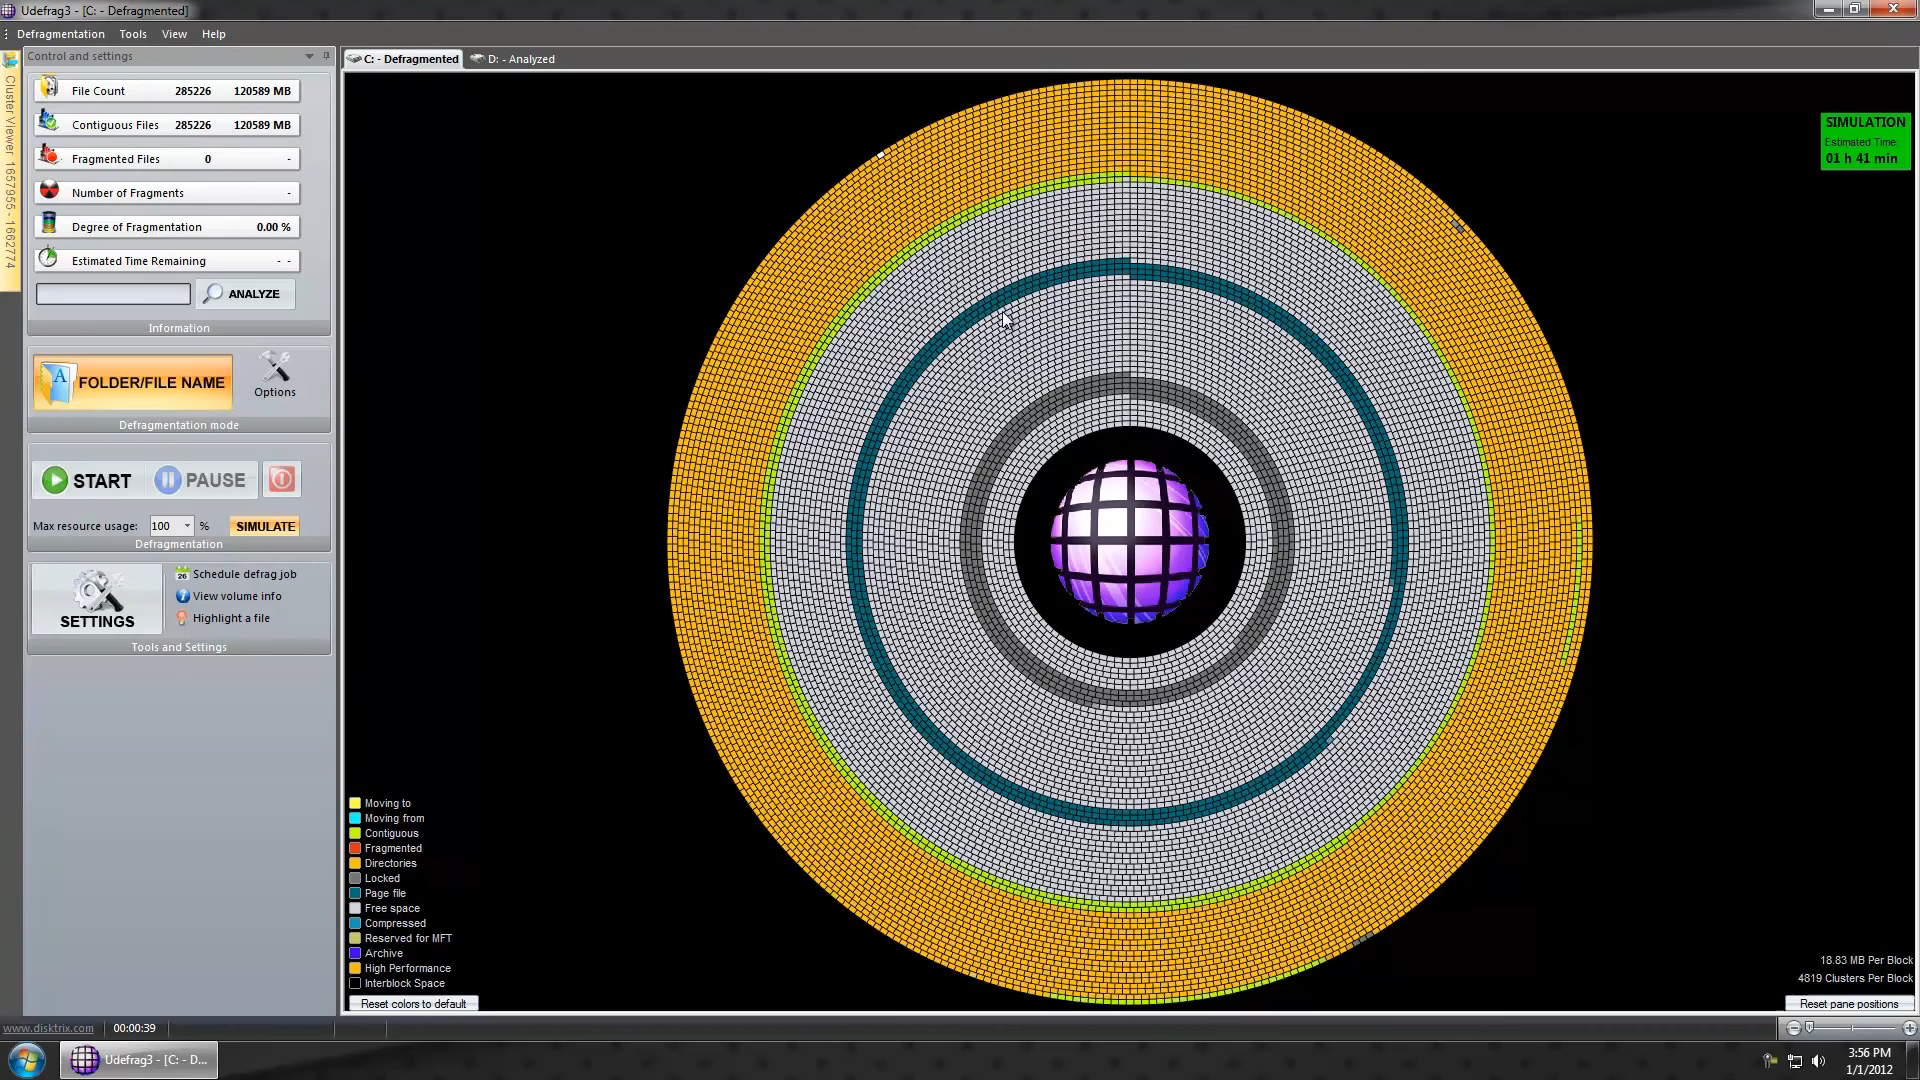 Udefrag3 - [C: - Defragmented]
Defragmentation Tools View Help
Control and settings
Cluster Viewer 1657955 - 1662774
File Count 285226 120589 MB
Contiguous Files 285226 120589 MB
Fragmented Files 0 -
Number of Fragments -
Degree of Fragmentation 0.00 %
Estimated Time Remaining - -
ANALYZE
Information
A FOLDER/FILE NAME
Options
Defragmentation mode
START PAUSE
Max resource usage: 100 % SIMULATE
Defragmentation
SETTINGS
26 Schedule defrag job
View volume info
Highlight a file
Tools and Settings
C: - Defragmented D: - Analyzed
SIMULATION
Estimated Time:
01 h 41 min
Moving to
Moving from
Contiguous
Fragmented
Directories
Locked
Page file
Free space
Compressed
Reserved for MFT
Archive
High Performance
Interblock Space
Reset colors to default
18.83 MB Per Block
4819 Clusters Per Block
Reset pane positions
www.disktrix.com 00:00:39
Udefrag3 - [C: - D...
3:56 PM
1/1/2012